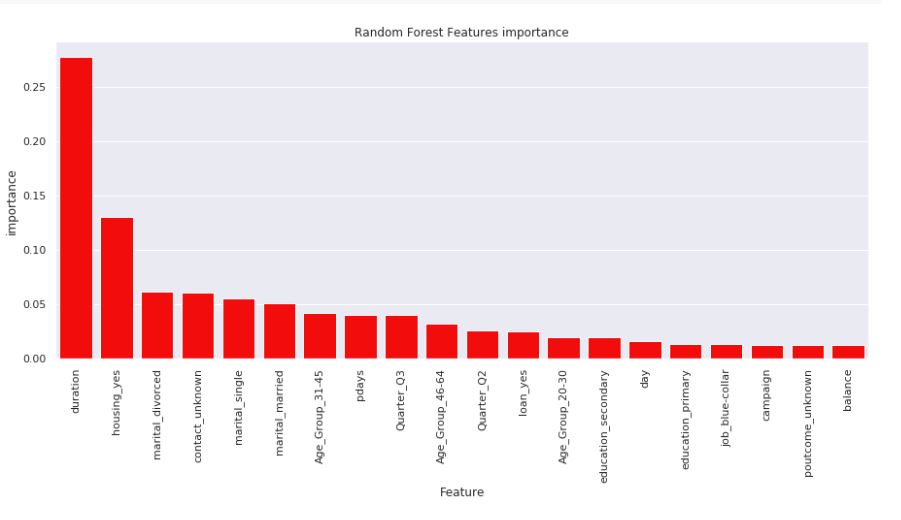 Random Forest Features importance
importance
0.25
0.20
0.15
0.10
0.05
0.00
duration
housing_yes
marital_divorced
contact_unknown
marital_single
marital_married
Age_Group_31-45
pdays
Quarter_Q3
Age_Group_46-64
Quarter_Q2
loan_yes
Age_Group_20-30
education_secondary
day
education_primary
job_blue-collar
campaign
poutcome_unknown
balance
Feature